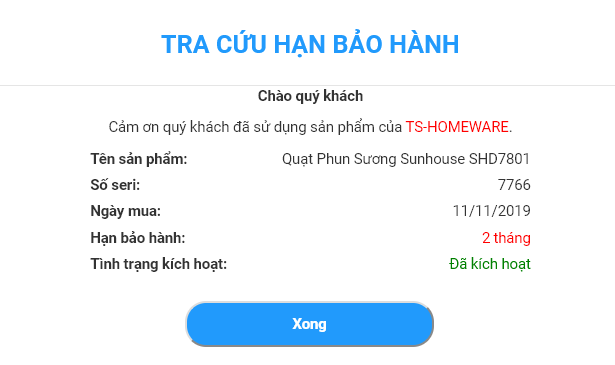 TRA CỨU HẠN BẢO HÀNH
Chào quý khách
Cảm ơn quý khách đã sử dụng sản phẩm của TS-HOMEWARE.
Tên sản phẩm: Quạt Phun Sương Sunhouse SHD7801
Số seri: 7766
Ngày mua: 11/11/2019
Hạn bảo hành: 2 tháng
Tình trạng kích hoạt: Đã kích hoạt
Xong